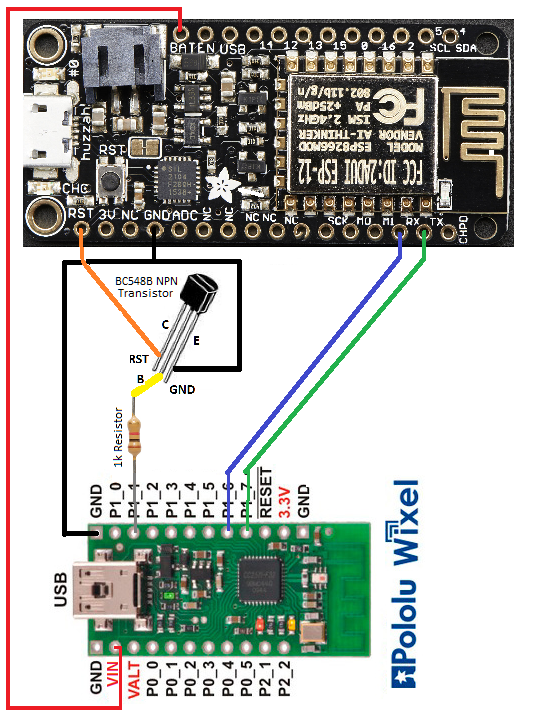 BAT EN USB 14 12 13 15 0 16 2 5 4
SCL SDA
#0
huzzah
RST
CHG
adafruit
FCC ID:2ADUI ESP-12
MODEL ESP8266MOD
VENDOR AI-THINKER
ISM 2.4GHz
PA +25dBm
802.11b/g/n
RST 3V NC GND ADC NC NC NC NC NC SCK MO MI RX TX
CHPD
BC548B NPN
Transistor
C
E
RST
B
GND
1k Resistor
GND
P1_0
P1_1
P1_2
P1_3
P1_4
P1_5
P1_6
P1_7
RESET
3.3V
GND
USB
Pololu Wixel
GND
VIN
VALT
P0_0
P0_1
P0_2
P0_3
P0_4
P0_5
P2_1
P2_2